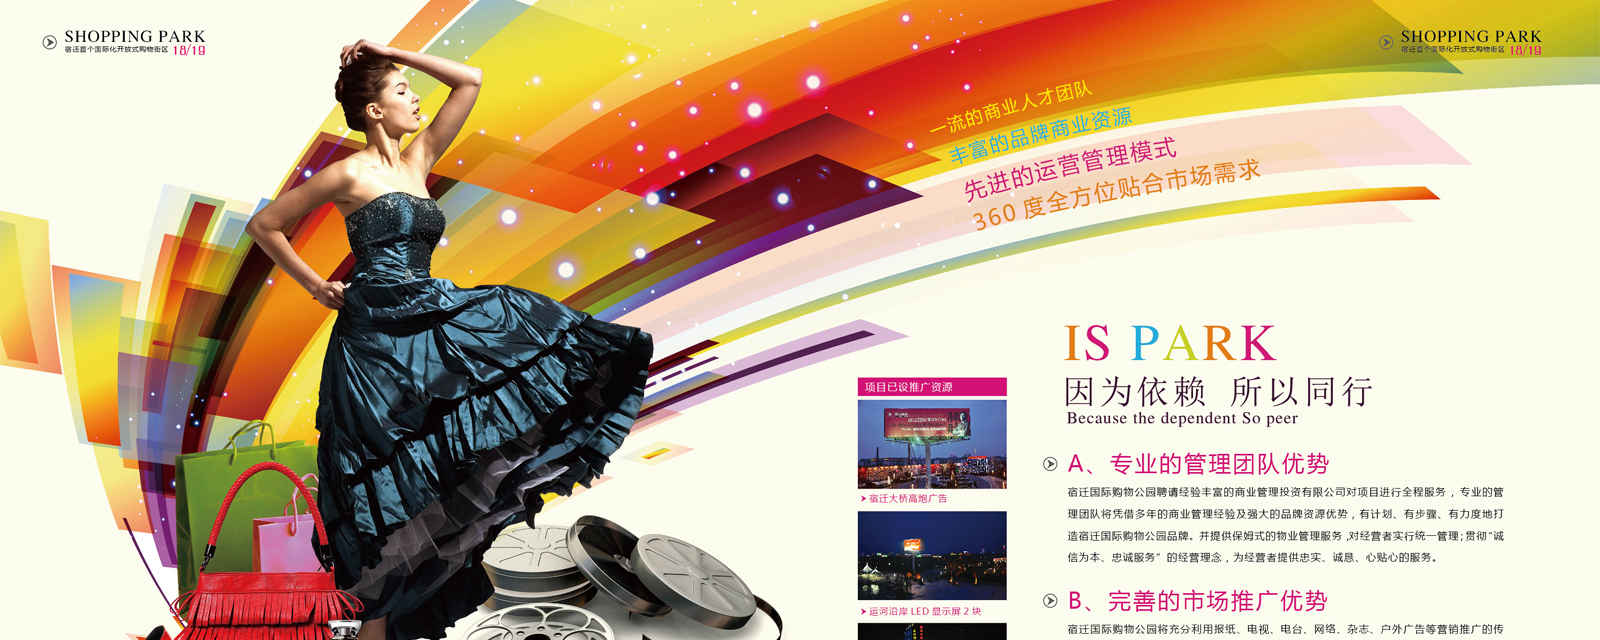 SHOPPING PARK
宿迁首个国际化开放式购物街区 18/19
SHOPPING PARK
宿迁首个国际化开放式购物街区 18/19
一流的商业人才团队
丰富的品牌商业资源
先进的运营管理模式
360度全方位贴合市场需求
IS PARK
因为依赖 所以同行
Because the dependent So peer
项目已设推广资源
宿迁大桥高炮广告
运河沿岸LED显示屏2块
A、专业的管理团队优势
宿迁国际购物公园聘请经验丰富的商业管理投资有限公司对项目进行全程服务，专业的管
理团队将凭借多年的商业管理经验及强大的品牌资源优势，有计划、有步骤、有力度地打
造宿迁国际购物公园品牌。并提供保姆式的物业管理服务,对经营者实行统一管理;贯彻“诚
信为本、忠诚服务”的经营理念，为经营者提供忠实、诚恳、心贴心的服务。
B、完善的市场推广优势
宿迁国际购物公园将充分利用报纸、电视、电台、网络、杂志、户外广告等营销推广的传